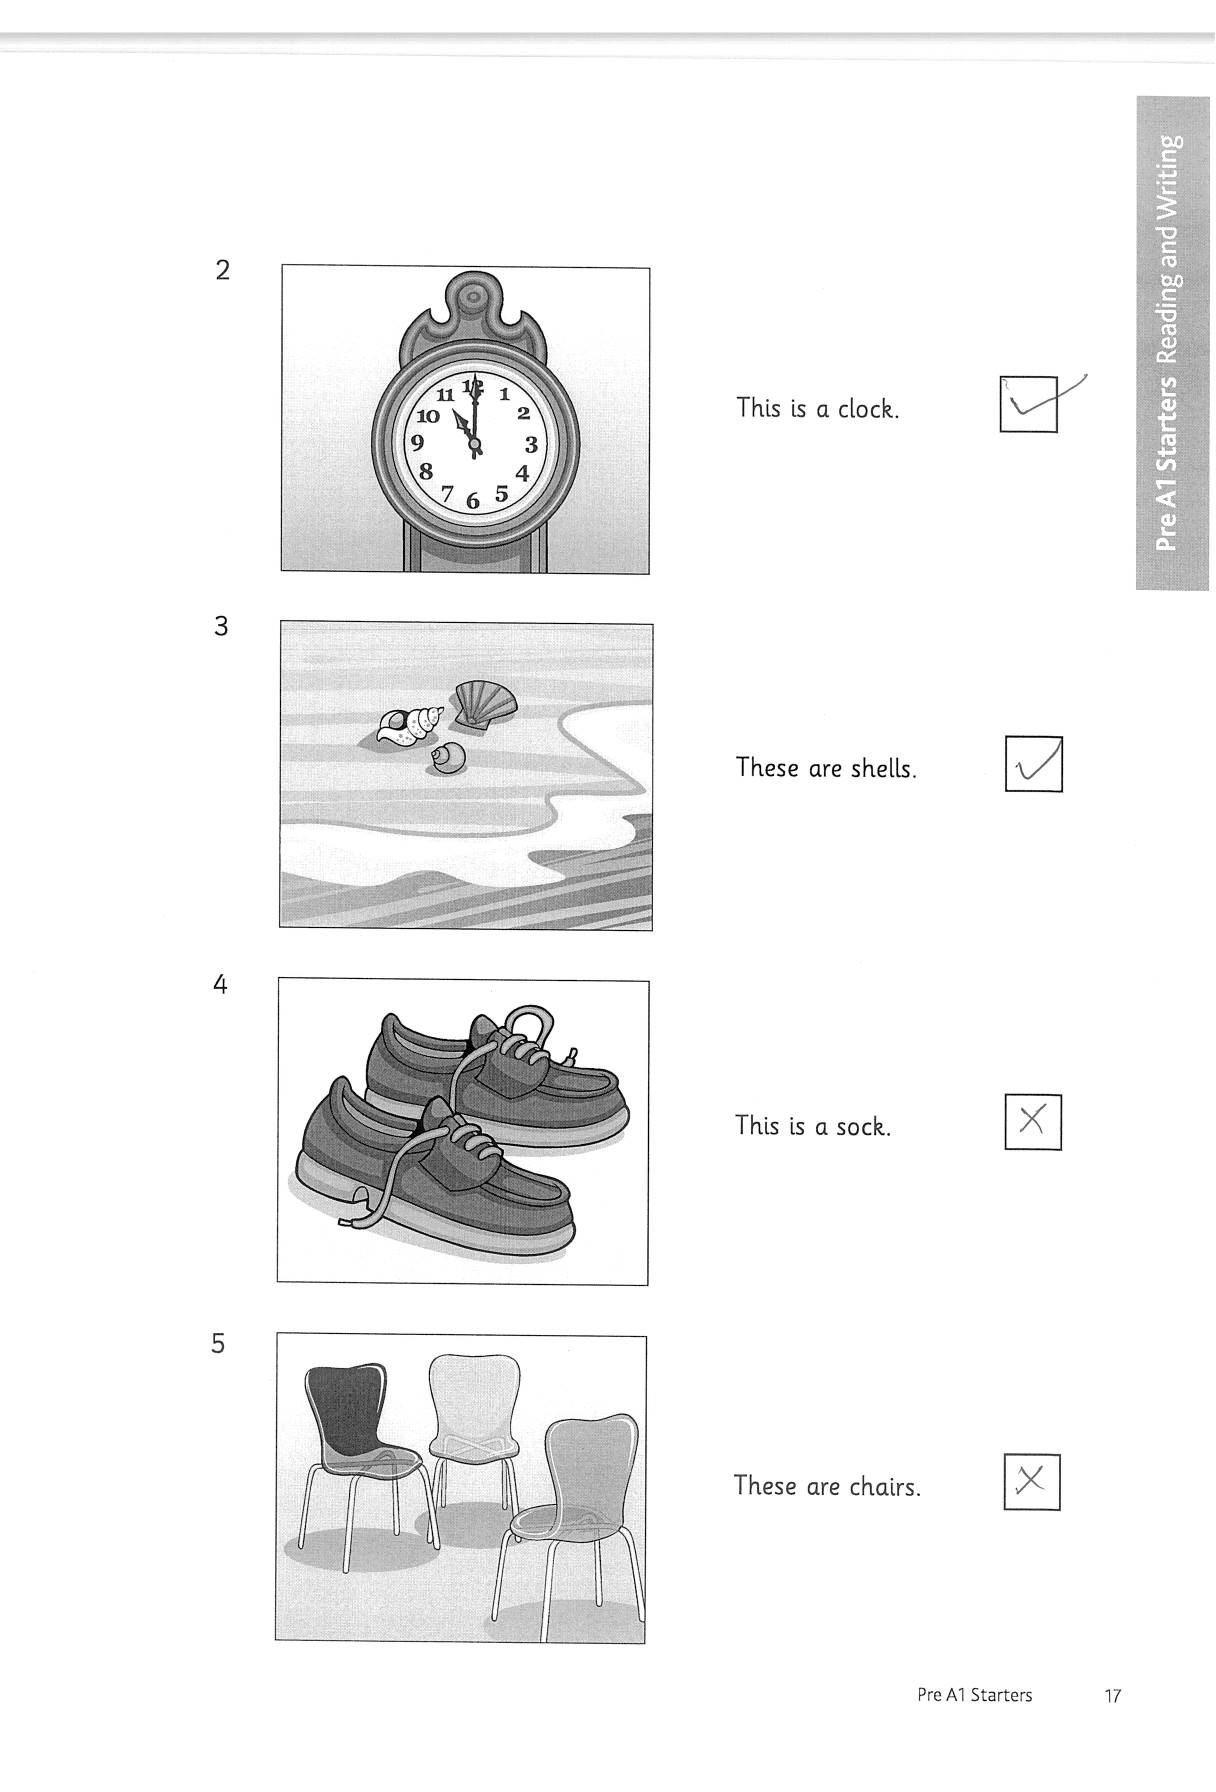 Pre A1 Starters Reading and Writing
2
11 12 1
10 2
9 3
8 4
7 6 5
This is a clock. ✓
3
These are shells. ✓
4
This is a sock. X
5
These are chairs. X
Pre A1 Starters 17